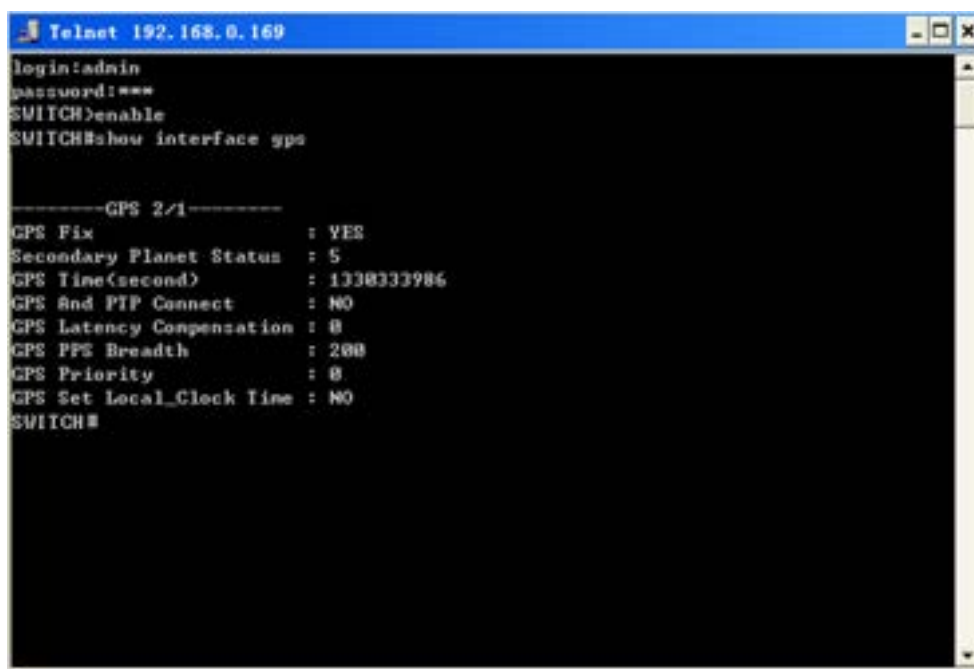 Telnet 192.168.0.169
login:admin
password:***
SWITCH>enable
SWITCH#show interface gps
--------GPS 2/1--------
GPS Fix : YES
Secondary Planet Status : 5
GPS Time(second) : 1330333986
GPS And PTP Connect : NO
GPS Latency Compensation : 0
GPS PPS Breadth : 200
GPS Priority : 0
GPS Set Local_Clock Time : NO
SWITCH#